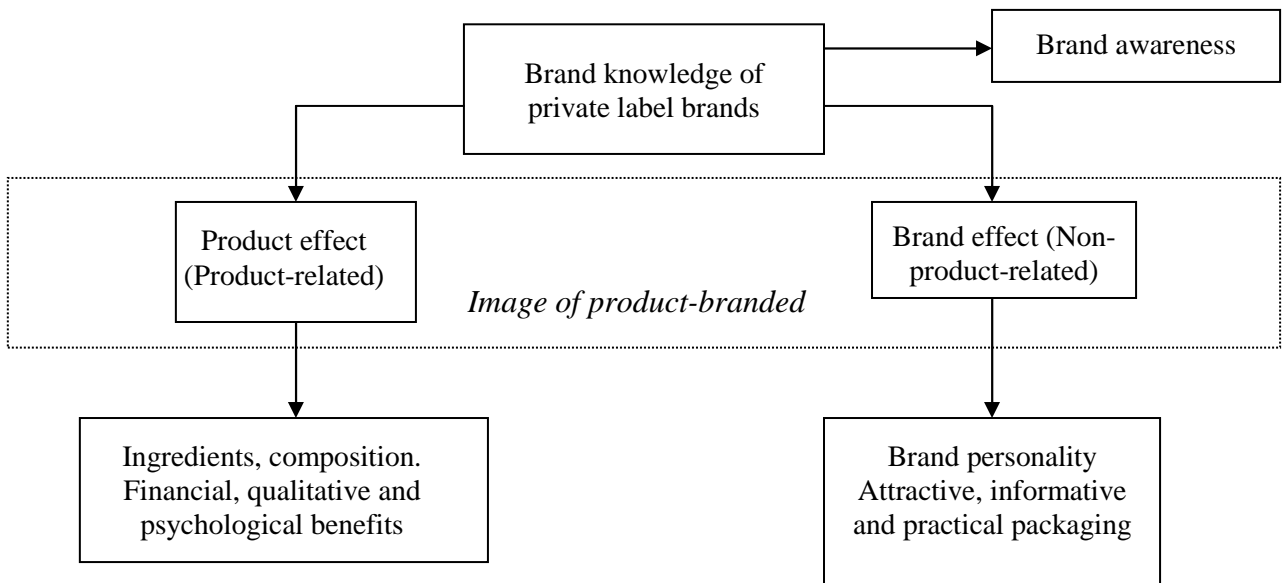 Brand awareness
Brand knowledge of
private label brands
Product effect
(Product-related)
Brand effect (Non-
product-related)
Image of product-branded
Ingredients, composition.
Financial, qualitative and
psychological benefits
Brand personality
Attractive, informative
and practical packaging